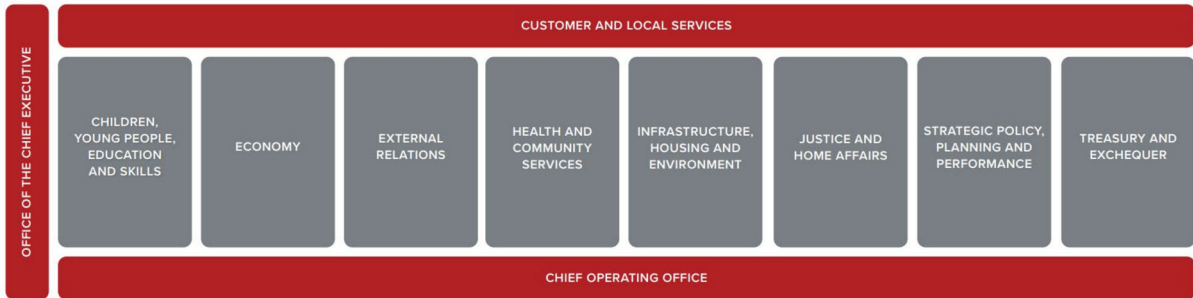 OFFICE OF THE CHIEF EXECUTIVE
CUSTOMER AND LOCAL SERVICES
CHILDREN,
YOUNG PEOPLE,
EDUCATION
AND SKILLS
ECONOMY
EXTERNAL
RELATIONS
HEALTH AND
COMMUNITY
SERVICES
INFRASTRUCTURE,
HOUSING AND
ENVIRONMENT
JUSTICE AND
HOME AFFAIRS
STRATEGIC POLICY,
PLANNING AND
PERFORMANCE
TREASURY AND
EXCHEQUER
CHIEF OPERATING OFFICE